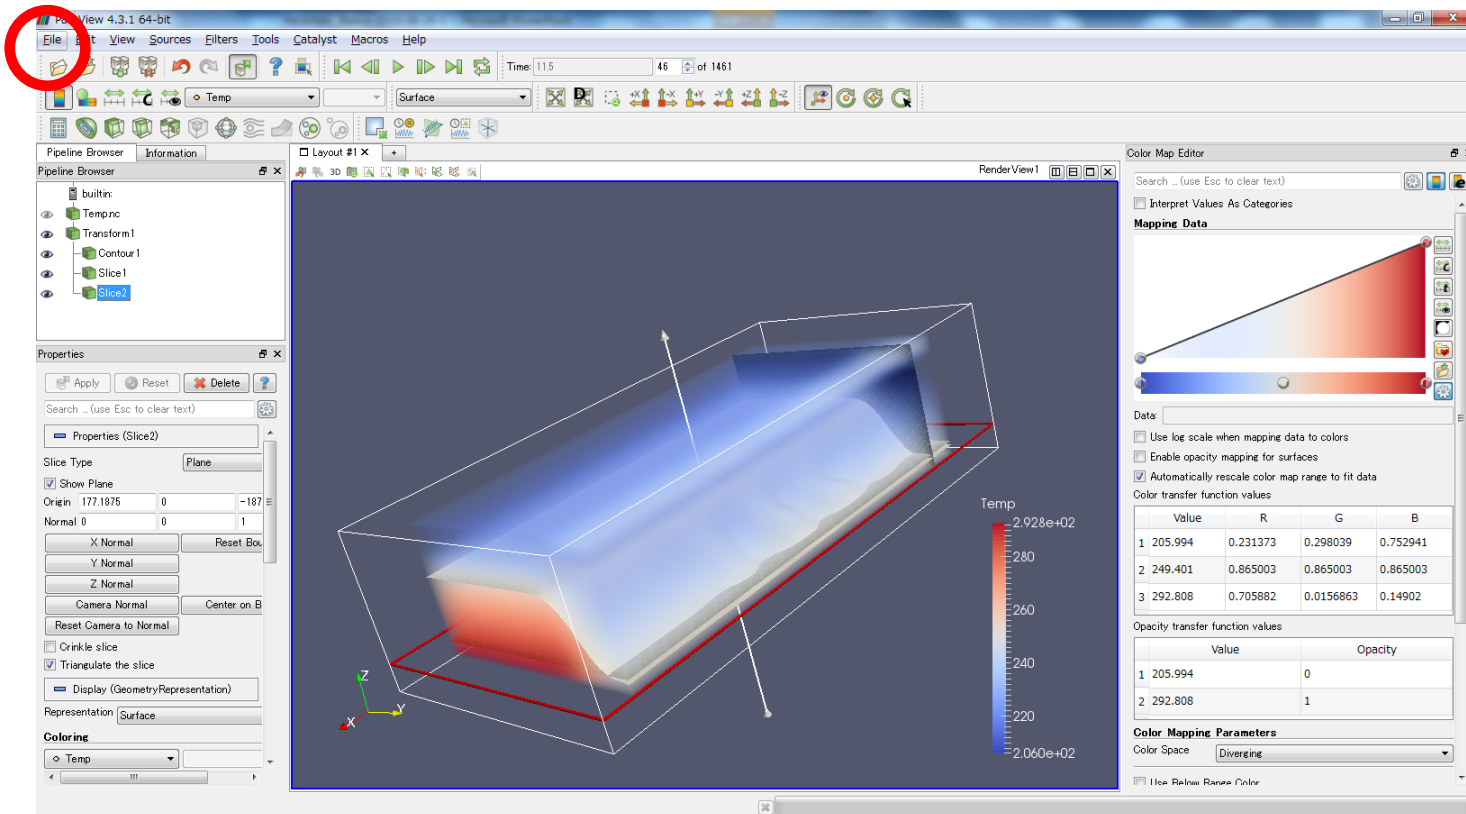 ParaView 4.3.1 64-bit
File Edit View Sources Filters Tools Catalyst Macros Help
Time: 11.5 46 of 1461
Temp Surface
Pipeline Browser Information
Layout #1 +
Color Map Editor
Pipeline Browser
3D
RenderView1
builtin:
Temp.nc
Transform1
Contour1
Slice1
Slice2
Properties
Apply Reset Delete ?
Search ... (use Esc to clear text)
Properties (Slice2)
Slice Type Plane
Show Plane
Origin 177.1875 0 -187
Normal 0 0 1
X Normal Reset Bou
Y Normal
Z Normal
Camera Normal Center on B
Reset Camera to Normal
Crinkle slice
Triangulate the slice
Display (GeometryRepresentation)
Representation Surface
Coloring
Temp
Temp
2.928e+02
280
260
240
220
2.060e+02
Z
Y
X
Search ... (use Esc to clear text)
Interpret Values As Categories
Mapping Data
Data:
Use log scale when mapping data to colors
Enable opacity mapping for surfaces
Automatically rescale color map range to fit data
Color transfer function values
Value R G B
1 205.994 0.231373 0.298039 0.752941
2 249.401 0.865003 0.865003 0.865003
3 292.808 0.705882 0.0156863 0.14902
Opacity transfer function values
Value Opacity
1 205.994 0
2 292.808 1
Color Mapping Parameters
Color Space Diverging
Use Below Range Color